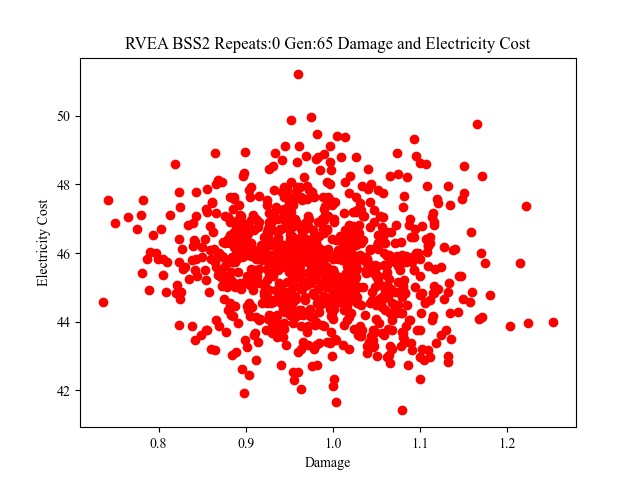 RVEA BSS2 Repeats:0 Gen:65 Damage and Electricity Cost
50
48
46
44
42
Electricity Cost
0.8 0.9 1.0 1.1 1.2
Damage